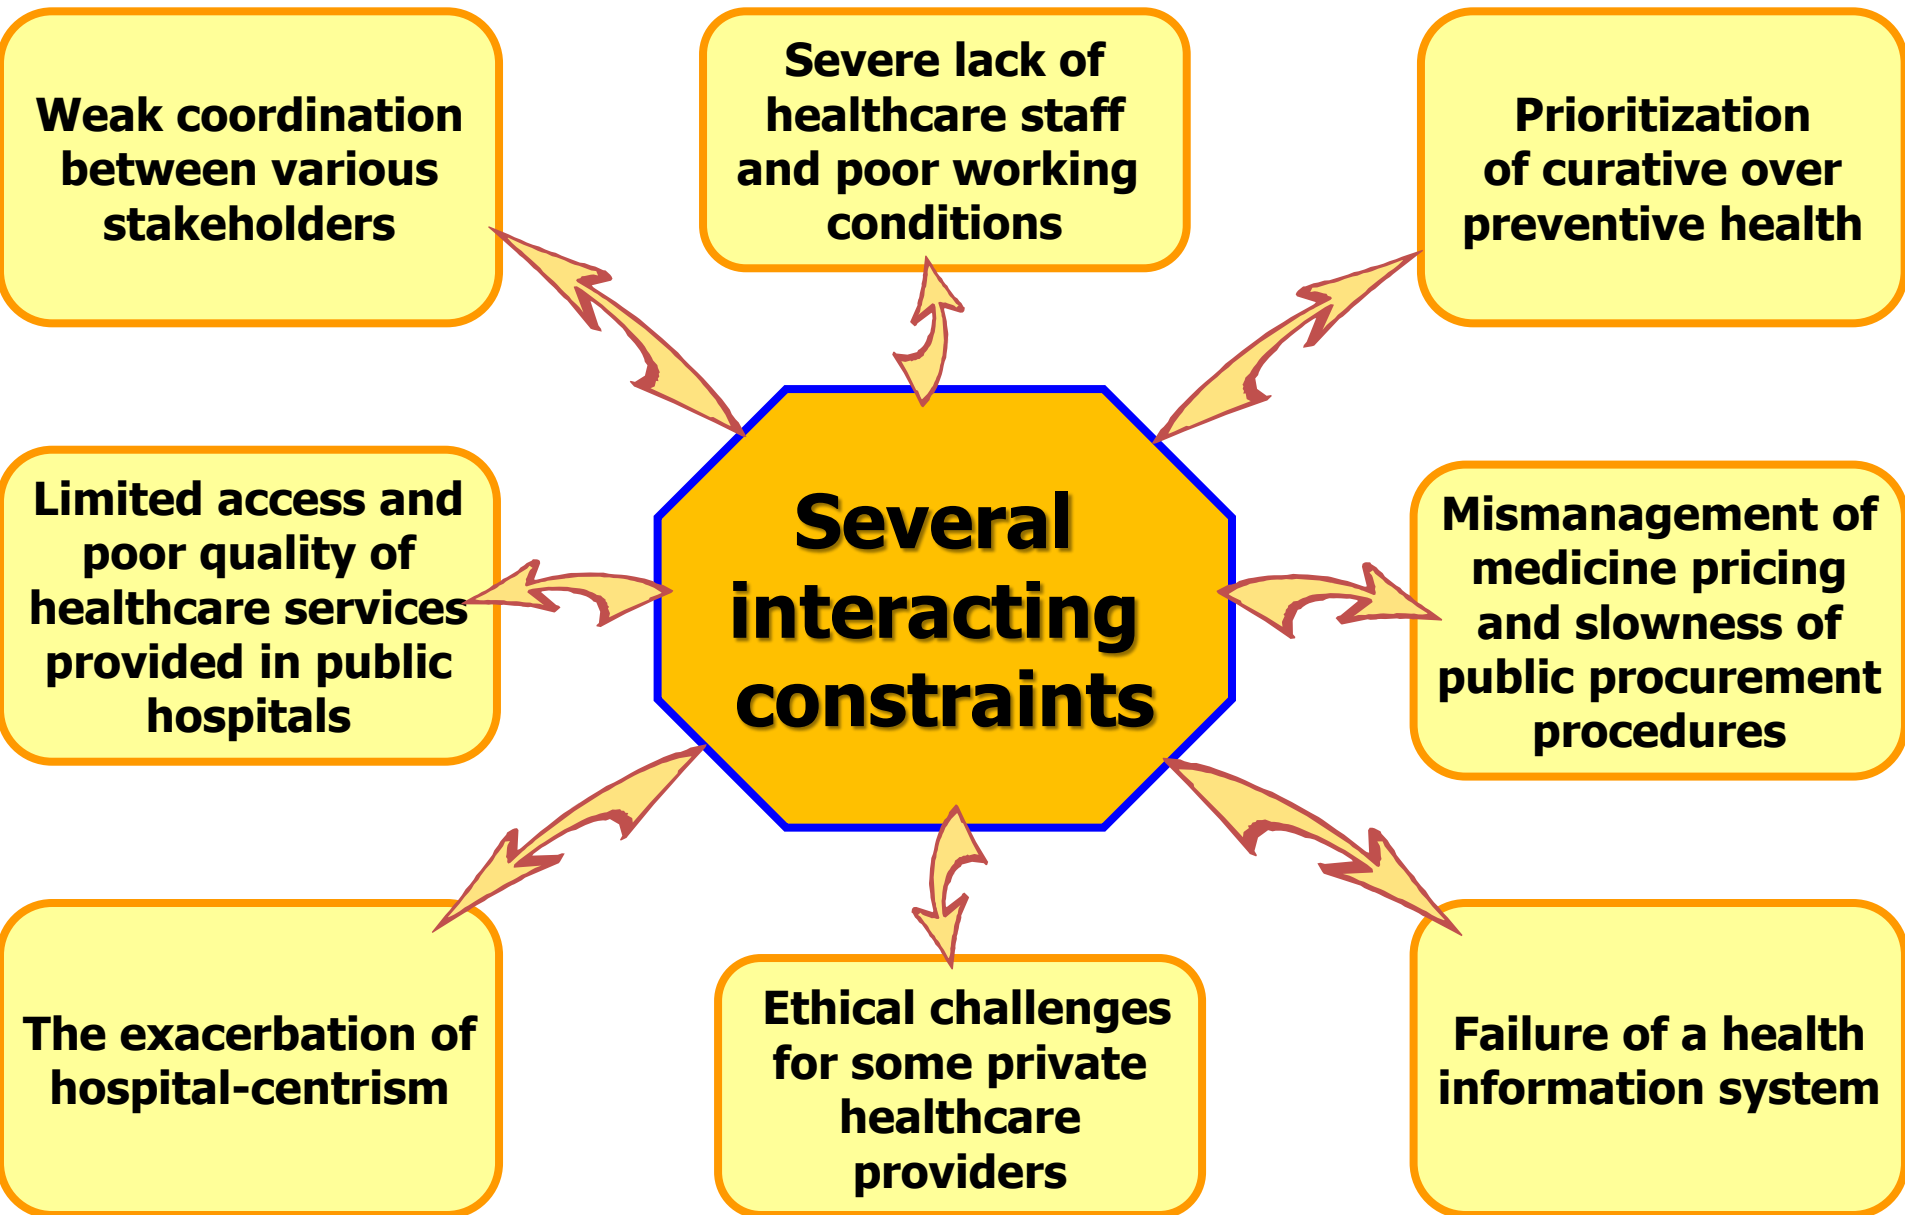 Weak coordination
between various
stakeholders
Severe lack of
healthcare staff
and poor working
conditions
Prioritization
of curative over
preventive health
Limited access and
poor quality of
healthcare services
provided in public
hospitals
Several
interacting
constraints
Mismanagement of
medicine pricing
and slowness of
public procurement
procedures
The exacerbation of
hospital-centrism
Ethical challenges
for some private
healthcare
providers
Failure of a health
information system